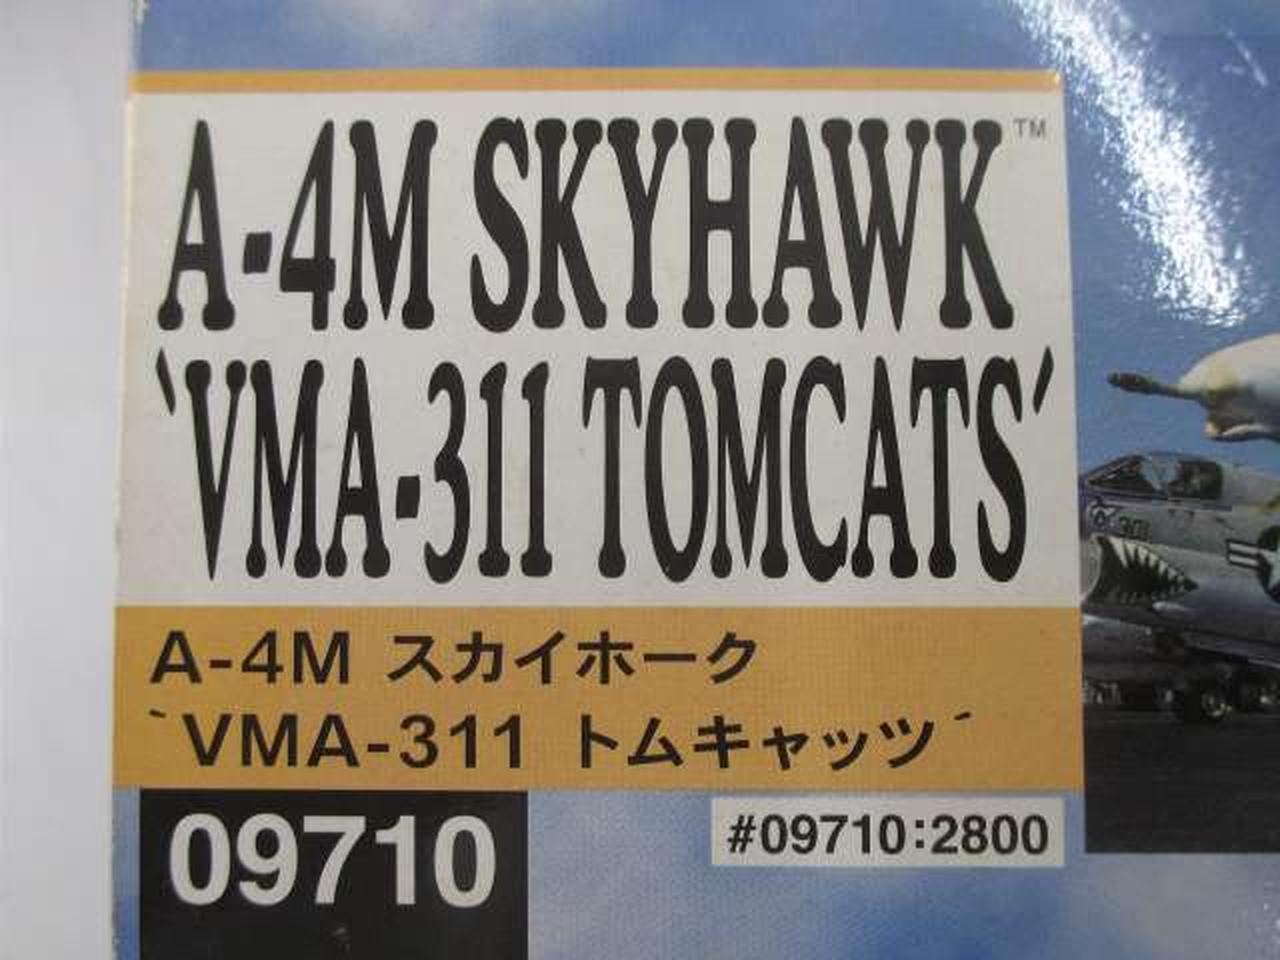 A-4M SKYHAWK™
`VMA-311 TOMCATS´
A-4M スカイホーク
`VMA-311 トムキャッツ´
09710
#09710:2800